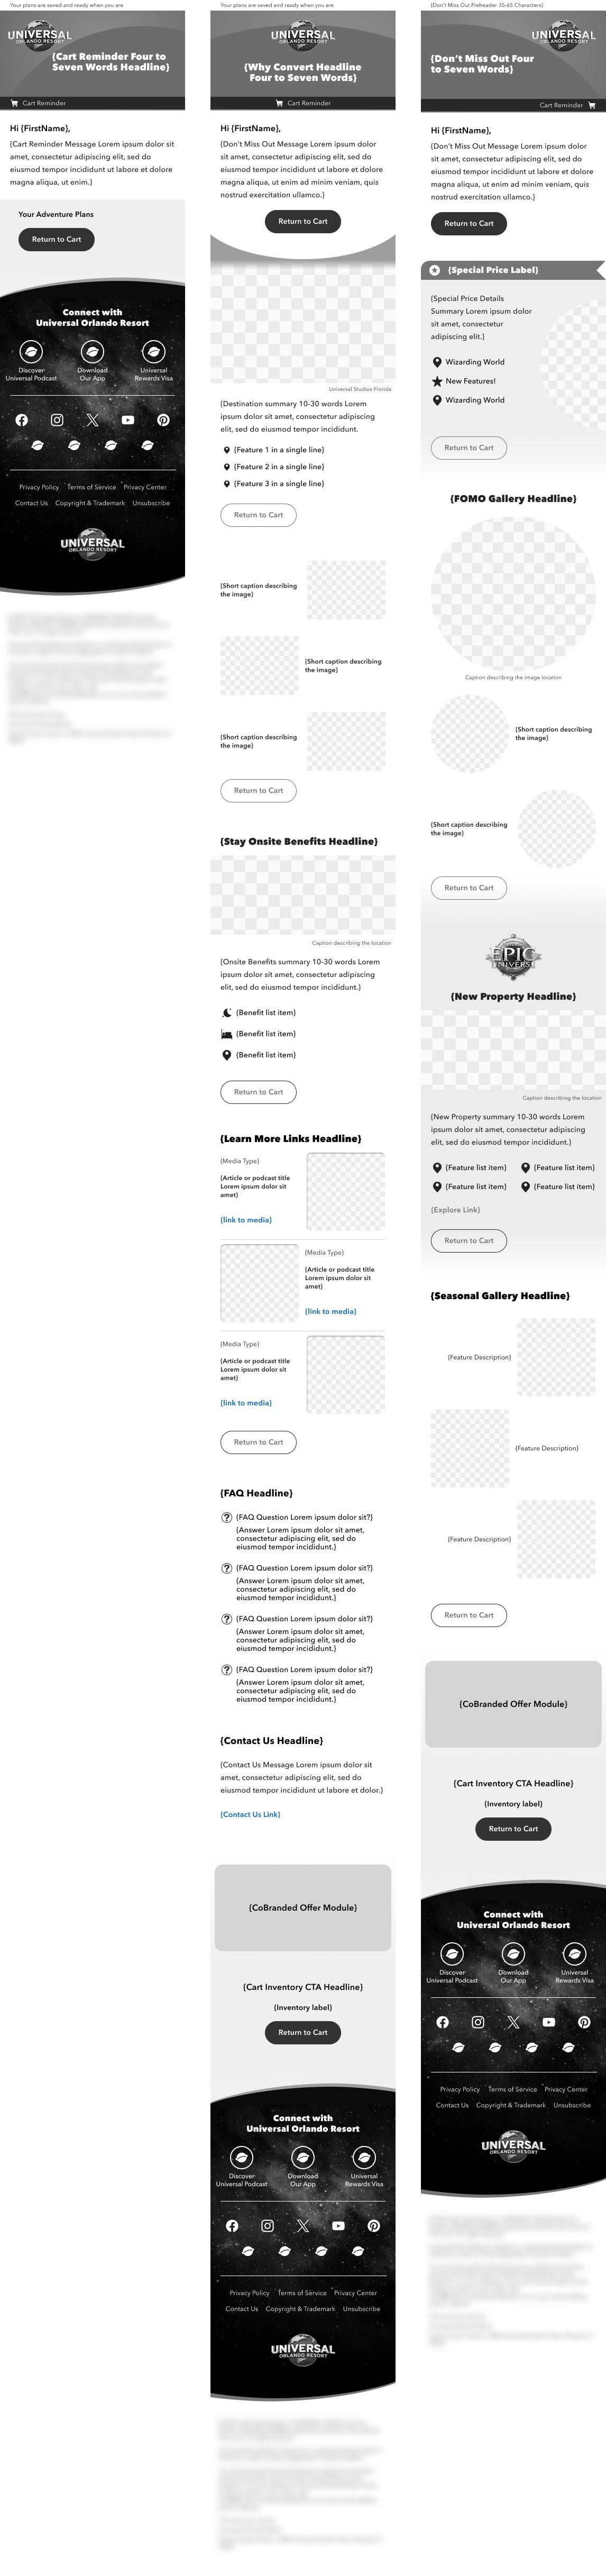 Your plans are saved and ready when you are
UNIVERSAL
ORLANDO RESORT
{Cart Reminder Four to
Seven Words Headline}
Cart Reminder
Hi {FirstName},
{Cart Reminder Message Lorem ipsum dolor sit
amet, consectetur adipiscing elit, sed do
eiusmod tempor incididunt ut labore et dolore
magna aliqua, ut enim.}
Your Adventure Plans
Return to Cart
Connect with
Universal Orlando Resort
Discover
Universal Podcast
Download
Our App
Universal
Rewards Visa
Privacy Policy Terms of Service Privacy Center
Contact Us Copyright & Trademark Unsubscribe
UNIVERSAL
ORLANDO RESORT
Your plans are saved and ready when you are
UNIVERSAL
ORLANDO RESORT
{Why Convert Headline
Four to Seven Words}
Cart Reminder
Hi {FirstName},
{Don't Miss Out Message Lorem ipsum dolor
sit amet, consectetur adipiscing elit, sed do
eiusmod tempor incididunt ut labore et dolore
magna aliqua, ut enim ad minim veniam, quis
nostrud exercitation ullamco.}
Return to Cart
Universal Studios Florida
{Destination summary 10-30 words Lorem
ipsum dolor sit amet, consectetur adipiscing
elit, sed do eiusmod tempor incididunt.
{Feature 1 in a single line}
{Feature 2 in a single line}
{Feature 3 in a single line}
Return to Cart
{Short caption describing
the image}
{Short caption describing
the image}
{Short caption describing
the image}
Return to Cart
{Stay Onsite Benefits Headline}
Caption describing the location
{Onsite Benefits summary 10-30 words Lorem
ipsum dolor sit amet, consectetur adipiscing
elit, sed do eiusmod tempor incididunt.}
{Benefit list item}
{Benefit list item}
{Benefit list item}
Return to Cart
{Learn More Links Headline}
{Media Type}
{Article or podcast title
Lorem ipsum dolor sit
amet}
{link to media}
{Media Type}
{Article or podcast title
Lorem ipsum dolor sit
amet}
{link to media}
{Media Type}
{Article or podcast title
Lorem ipsum dolor sit
amet}
{link to media}
Return to Cart
{FAQ Headline}
{FAQ Question Lorem ipsum dolor sit?}
{Answer Lorem ipsum dolor sit amet,
consectetur adipiscing elit, sed do
eiusmod tempor incididunt.}
{FAQ Question Lorem ipsum dolor sit?}
{Answer Lorem ipsum dolor sit amet,
consectetur adipiscing elit, sed do
eiusmod tempor incididunt.}
{FAQ Question Lorem ipsum dolor sit?}
{Answer Lorem ipsum dolor sit amet,
consectetur adipiscing elit, sed do
eiusmod tempor incididunt.}
{FAQ Question Lorem ipsum dolor sit?}
{Answer Lorem ipsum dolor sit amet,
consectetur adipiscing elit, sed do
eiusmod tempor incididunt.}
{Contact Us Headline}
{Contact Us Message Lorem ipsum dolor sit
amet, consectetur adipiscing elit, sed do
eiusmod tempor incididunt ut labore et dolor.}
{Contact Us Link}
{CoBranded Offer Module}
{Cart Inventory CTA Headline}
{Inventory label}
Return to Cart
Connect with
Universal Orlando Resort
Discover
Universal Podcast
Download
Our App
Universal
Rewards Visa
Privacy Policy Terms of Service Privacy Center
Contact Us Copyright & Trademark Unsubscribe
UNIVERSAL
ORLANDO RESORT
{Don't Miss Out Preheader 35-65 Characters}
UNIVERSAL
ORLANDO RESORT
{Don't Miss Out Four
to Seven Words}
Cart Reminder
Hi {FirstName},
{Don't Miss Out Message Lorem ipsum dolor
sit amet, consectetur adipiscing elit, sed do
eiusmod tempor incididunt ut labore et dolore
magna aliqua, ut enim ad minim veniam, quis
nostrud exercitation ullamco.}
Return to Cart
{Special Price Label}
{Special Price Details
Summary Lorem ipsum dolor
sit amet, consectetur
adipiscing elit.}
Wizarding World
New Features!
Wizarding World
Return to Cart
{FOMO Gallery Headline}
Caption describing the image location
{Short caption describing
the image}
{Short caption describing
the image}
Return to Cart
EPIC
UNIVERSE
{New Property Headline}
Caption describing the location
{New Property summary 10-30 words Lorem
ipsum dolor sit amet, consectetur adipiscing
elit, sed do eiusmod tempor incididunt.}
{Feature list item} {Feature list item}
{Feature list item} {Feature list item}
{Explore Link}
Return to Cart
{Seasonal Gallery Headline}
{Feature Description}
{Feature Description}
{Feature Description}
Return to Cart
{CoBranded Offer Module}
{Cart Inventory CTA Headline}
{Inventory label}
Return to Cart
Connect with
Universal Orlando Resort
Discover
Universal Podcast
Download
Our App
Universal
Rewards Visa
Privacy Policy Terms of Service Privacy Center
Contact Us Copyright & Trademark Unsubscribe
UNIVERSAL
ORLANDO RESORT